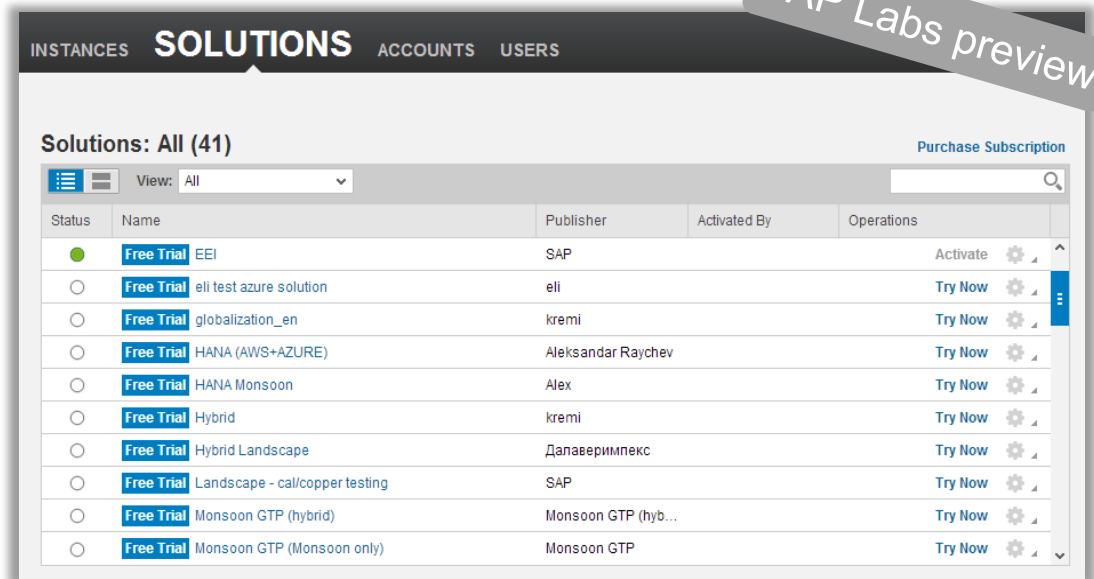 AP Labs preview
INSTANCES SOLUTIONS ACCOUNTS USERS
Solutions: All (41)
Purchase Subscription
View: All
Status Name Publisher Activated By Operations
Free Trial EEI SAP Activate
Free Trial eli test azure solution eli Try Now
Free Trial globalization_en kremi Try Now
Free Trial HANA (AWS+AZURE) Aleksandar Raychev Try Now
Free Trial HANA Monsoon Alex Try Now
Free Trial Hybrid kremi Try Now
Free Trial Hybrid Landscape Далаверимпекс Try Now
Free Trial Landscape - cal/copper testing SAP Try Now
Free Trial Monsoon GTP (hybrid) Monsoon GTP (hyb... Try Now
Free Trial Monsoon GTP (Monsoon only) Monsoon GTP Try Now